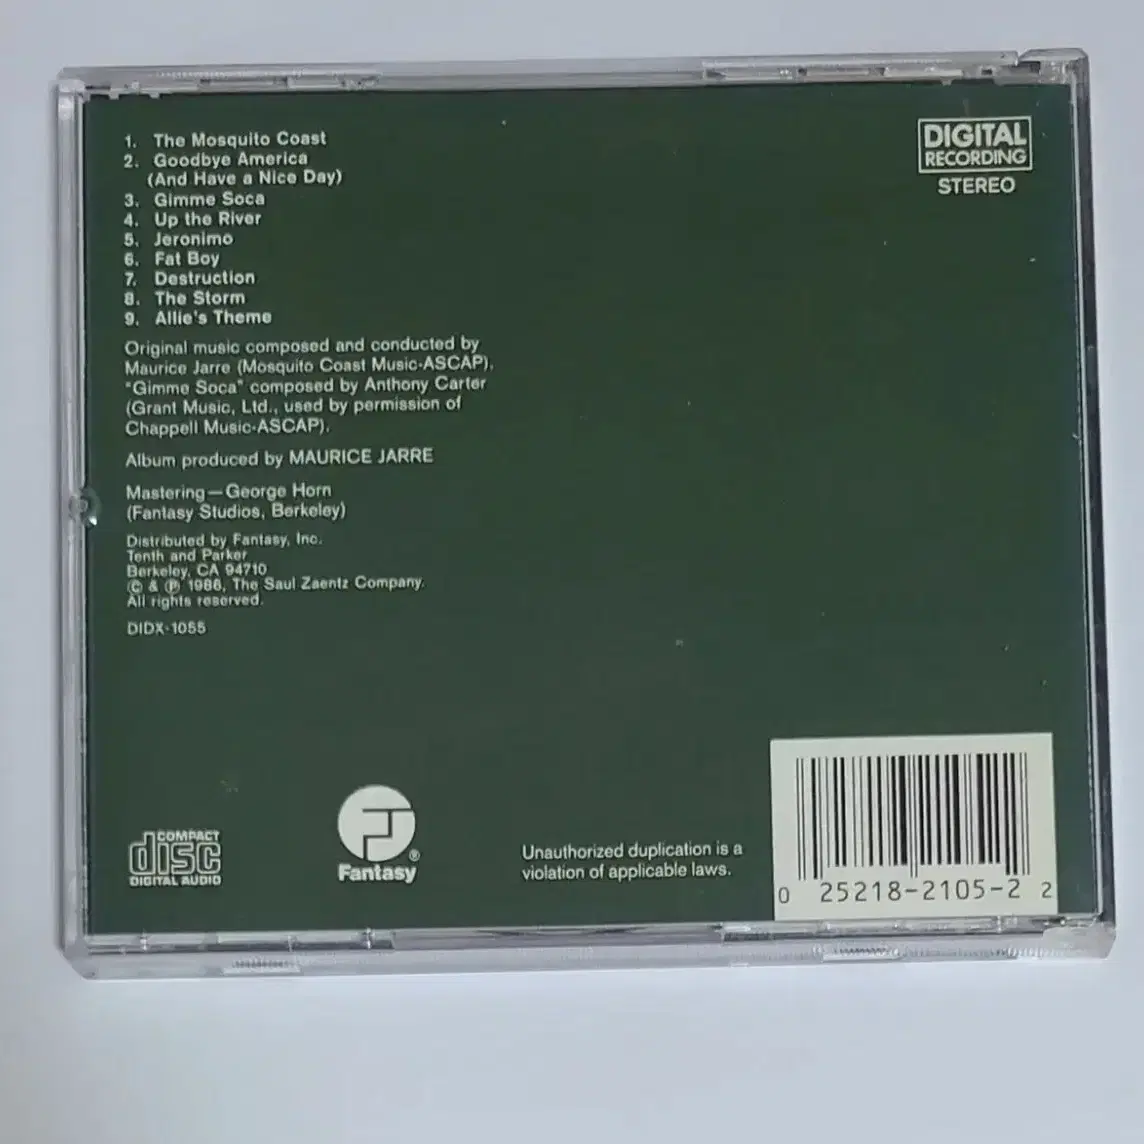 1. The Mosquito Coast
2. Goodbye America
(And Have a Nice Day)
3. Gimme Soca
4. Up the River
5. Jeronimo
6. Fat Boy
7. Destruction
8. The Storm
9. Allie's Theme
Original music composed and conducted by
Maurice Jarre (Mosquito Coast Music-ASCAP).
"Gimme Soca" composed by Anthony Carter
(Grant Music, Ltd., used by permission of
Chappell Music-ASCAP).
Album produced by MAURICE JARRE
Mastering—George Horn
(Fantasy Studios, Berkeley)
Distributed by Fantasy, Inc.
Tenth and Parker
Berkeley, CA 94710
© & ℗ 1986, The Saul Zaentz Company.
All rights reserved.
DIDX-1055
DIGITAL
RECORDING
STEREO
COMPACT
disc
DIGITAL AUDIO
®
Fantasy
Unauthorized duplication is a
violation of applicable laws.
0 25218-2105-2 2